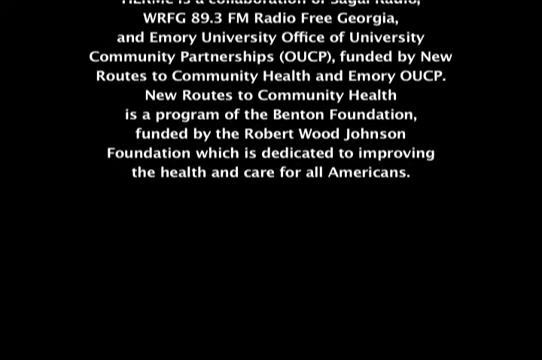 HERMC is a collaboration of Sagal Radio,
WRFG 89.3 FM Radio Free Georgia,
and Emory University Office of University
Community Partnerships (OUCP), funded by New
Routes to Community Health and Emory OUCP.
New Routes to Community Health
is a program of the Benton Foundation,
funded by the Robert Wood Johnson
Foundation which is dedicated to improving
the health and care for all Americans.